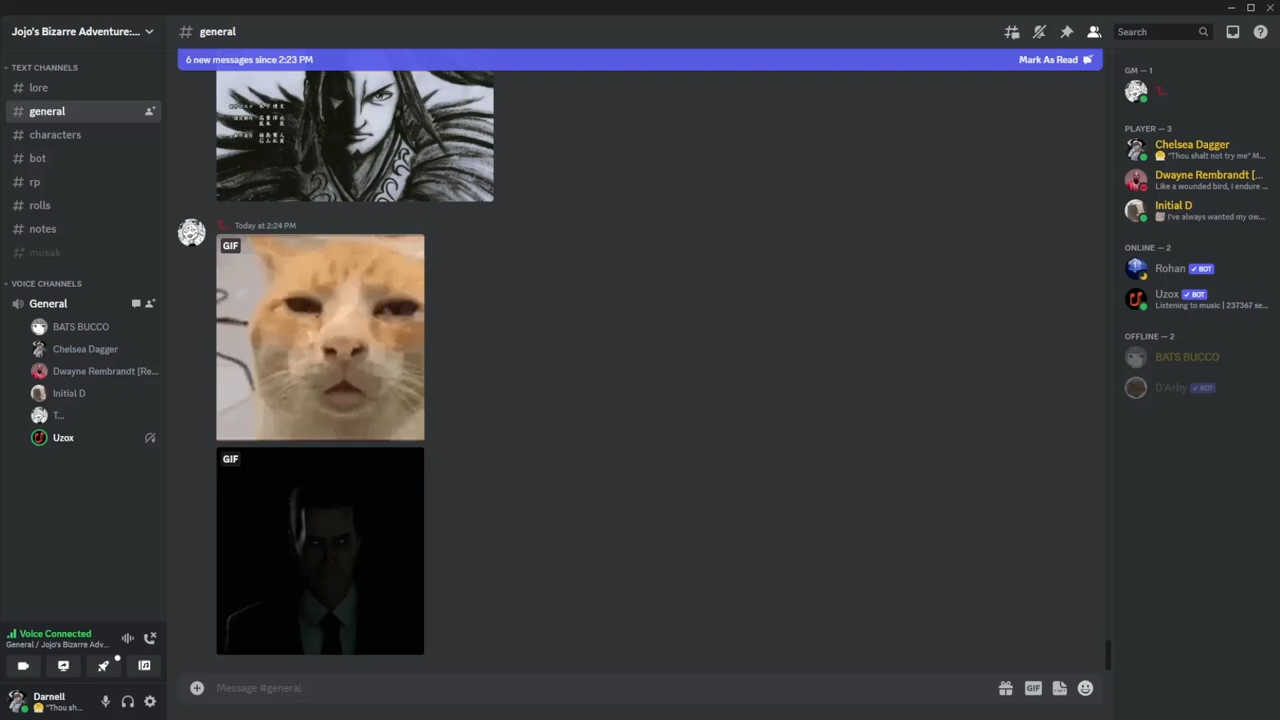 Jojo's Bizarre Adventure:...
general
Search
TEXT CHANNELS
lore
general
characters
bot
rp
rolls
notes
musak
VOICE CHANNELS
General
BATS BUCCO
Chelsea Dagger
Dwayne Rembrandt [Re...
Initial D
T...
Uzox
Voice Connected
General / Jojo's Bizarre Adv...
Darnell
"Thou sh...
6 new messages since 2:23 PM
Mark As Read
T... Today at 2:24 PM
GIF
GIF
Message #general
GIF
GM — 1
T...
PLAYER — 3
Chelsea Dagger
"Thou shalt not try me" M...
Dwayne Rembrandt [...
Like a wounded bird, i endure ...
Initial D
I've always wanted my ow...
ONLINE — 2
Rohan BOT
Uzox BOT
Listening to music | 237367 se...
OFFLINE — 2
BATS BUCCO
D'Arby BOT